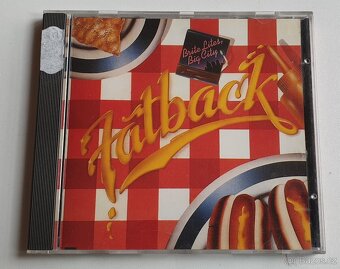 Brite Lites,
Big City
Fatback